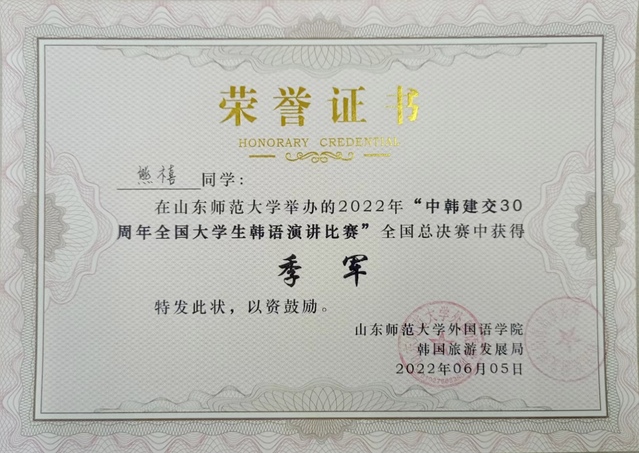 荣誉证书
HONORARY CREDENTIAL
熊禧同学：
在山东师范大学举办的2022年“中韩建交30
周年全国大学生韩语演讲比赛”全国总决赛中获得
季军
特发此状，以资鼓励。
山东师范大学外国语学院
韩国旅游发展局
2022年06月05日